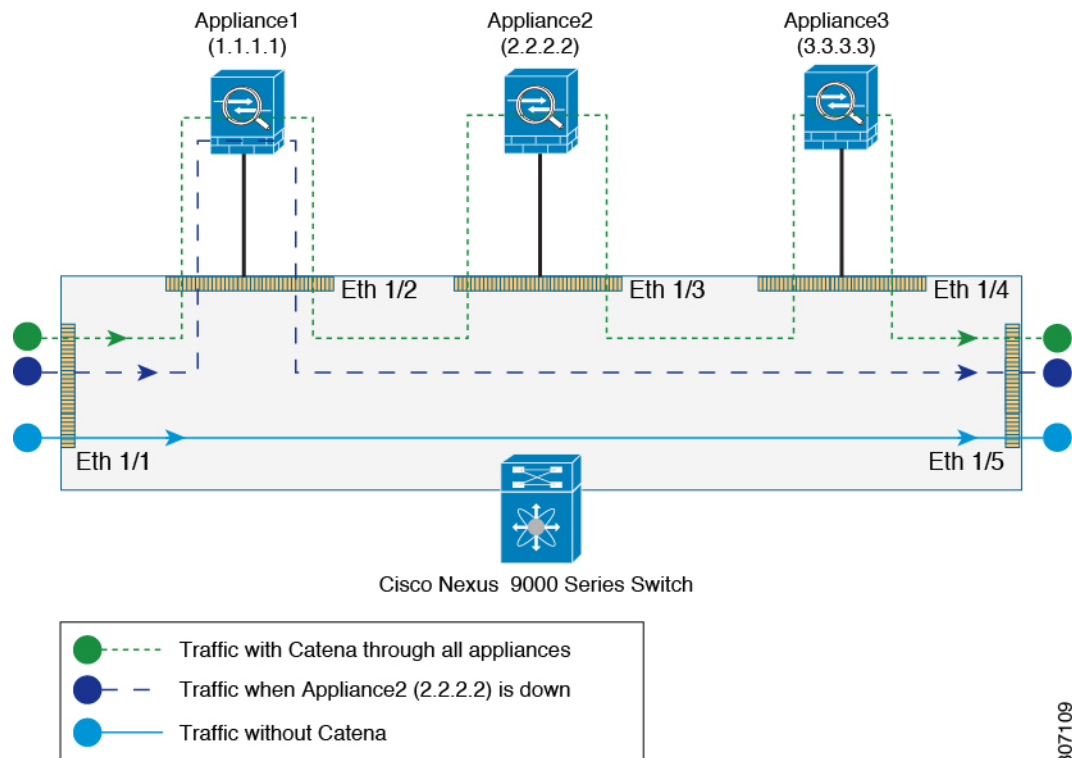 Appliance1
(1.1.1.1)
Appliance2
(2.2.2.2)
Appliance3
(3.3.3.3)
Eth 1/2
Eth 1/3
Eth 1/4
Eth 1/1
Eth 1/5
Cisco Nexus 9000 Series Switch
Traffic with Catena through all appliances
Traffic when Appliance2 (2.2.2.2) is down
Traffic without Catena
307109